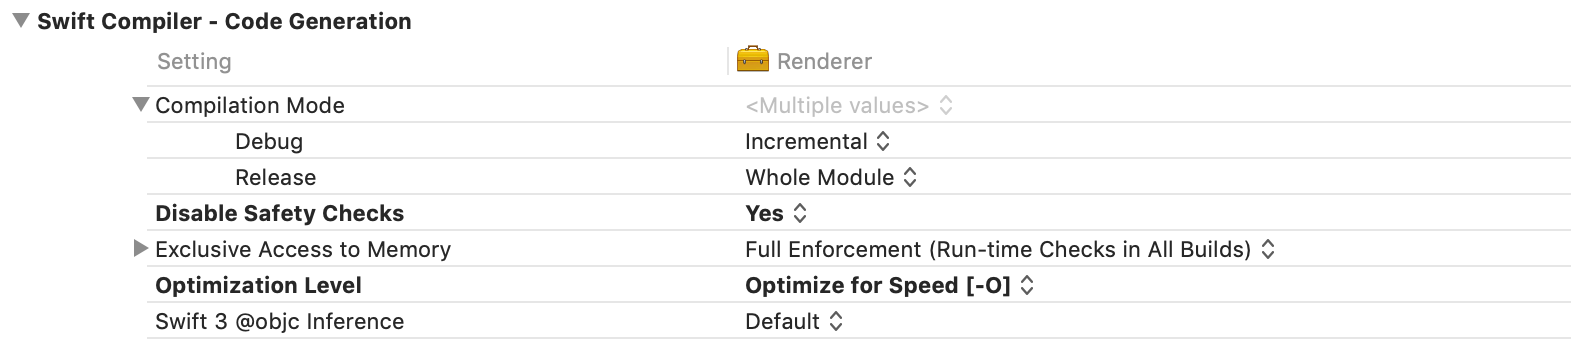 Swift Compiler - Code Generation
Setting Renderer
Compilation Mode <Multiple values>
Debug Incremental
Release Whole Module
Disable Safety Checks Yes
Exclusive Access to Memory Full Enforcement (Run-time Checks in All Builds)
Optimization Level Optimize for Speed [-O]
Swift 3 @objc Inference Default